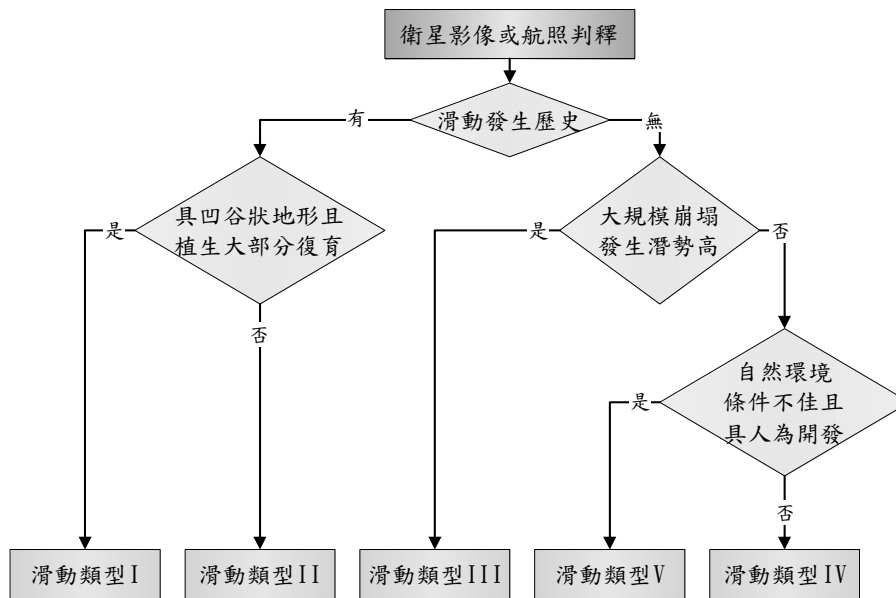 衛星影像或航照判釋
滑動發生歷史
有
無
具凹谷狀地形且
植生大部分復育
大規模崩塌
發生潛勢高
是
是
否
否
自然環境
條件不佳且
具人為開發
是
否
滑動類型I
滑動類型II
滑動類型III
滑動類型V
滑動類型IV